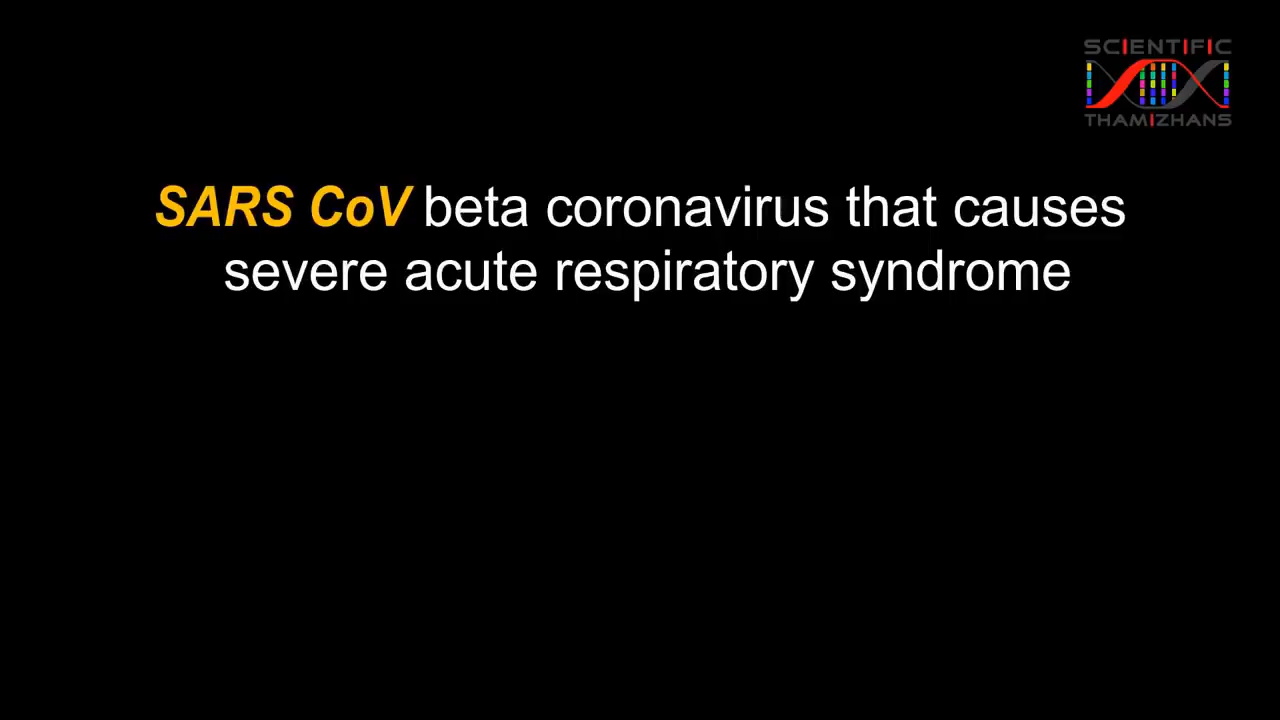 SCIENTIFIC
THAMIZHANS
SARS CoV beta coronavirus that causes
severe acute respiratory syndrome